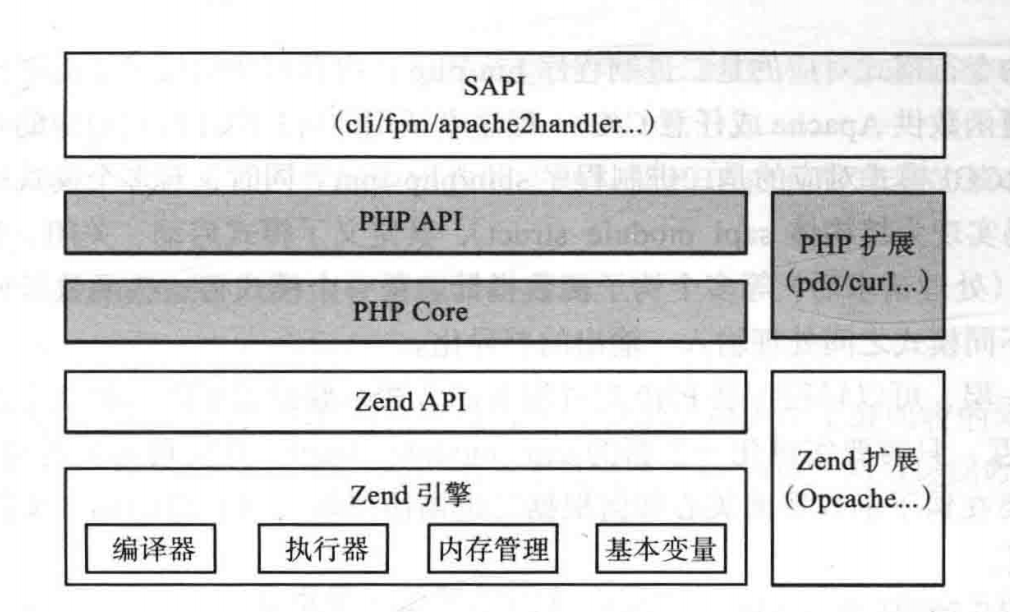 SAPI
（cli/fpm/apache2handler...）
PHP API
PHP Core
PHP 扩展
（pdo/curl...）
Zend API
Zend 引擎
编译器
执行器
内存管理
基本变量
Zend 扩展
（Opcache...）